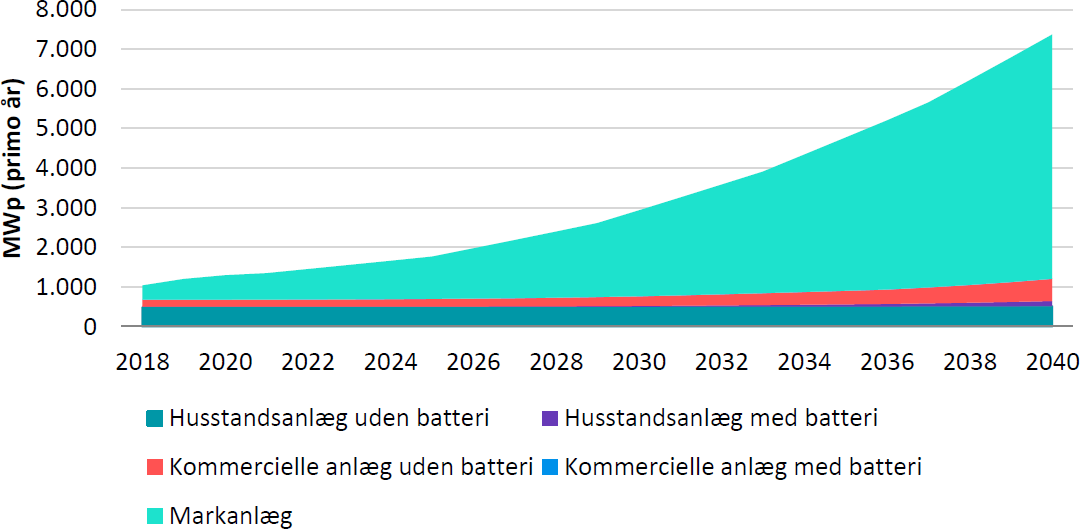 MWp (primo år)
8.000
7.000
6.000
5.000
4.000
3.000
2.000
1.000
0
2018 2020 2022 2024 2026 2028 2030 2032 2034 2036 2038 2040
Husstandsanlæg uden batteri Husstandsanlæg med batteri
Kommercielle anlæg uden batteri Kommercielle anlæg med batteri
Markanlæg